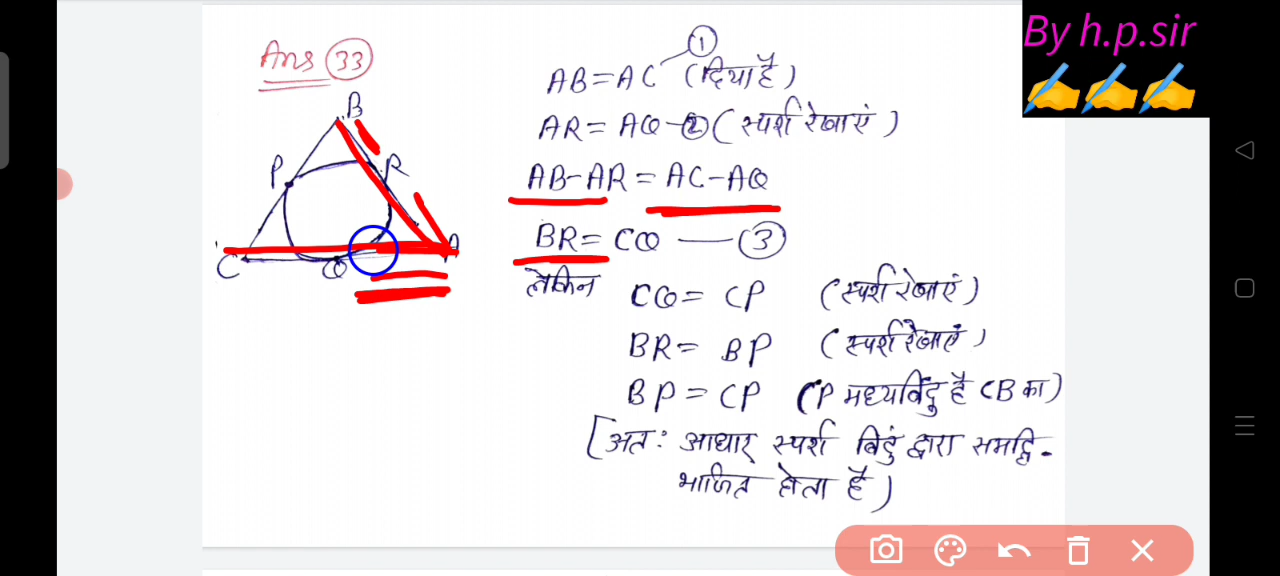 By h.p.sir
Ans 33
AB=AC (दिया है) 1
AR=AQ-2 (स्पर्श रेखाएं)
AB-AR=AC-AQ
BR=CQ — 3
लेकिन CQ=CP (स्पर्श रेखाएं)
BR=BP (स्पर्श रेखाएं)
BP=CP (P मध्यबिंदु है CB का)
[अतः आधार स्पर्श बिंदु द्वारा समद्वि-
भाजित होता है)
B
P
R
C
Q
A